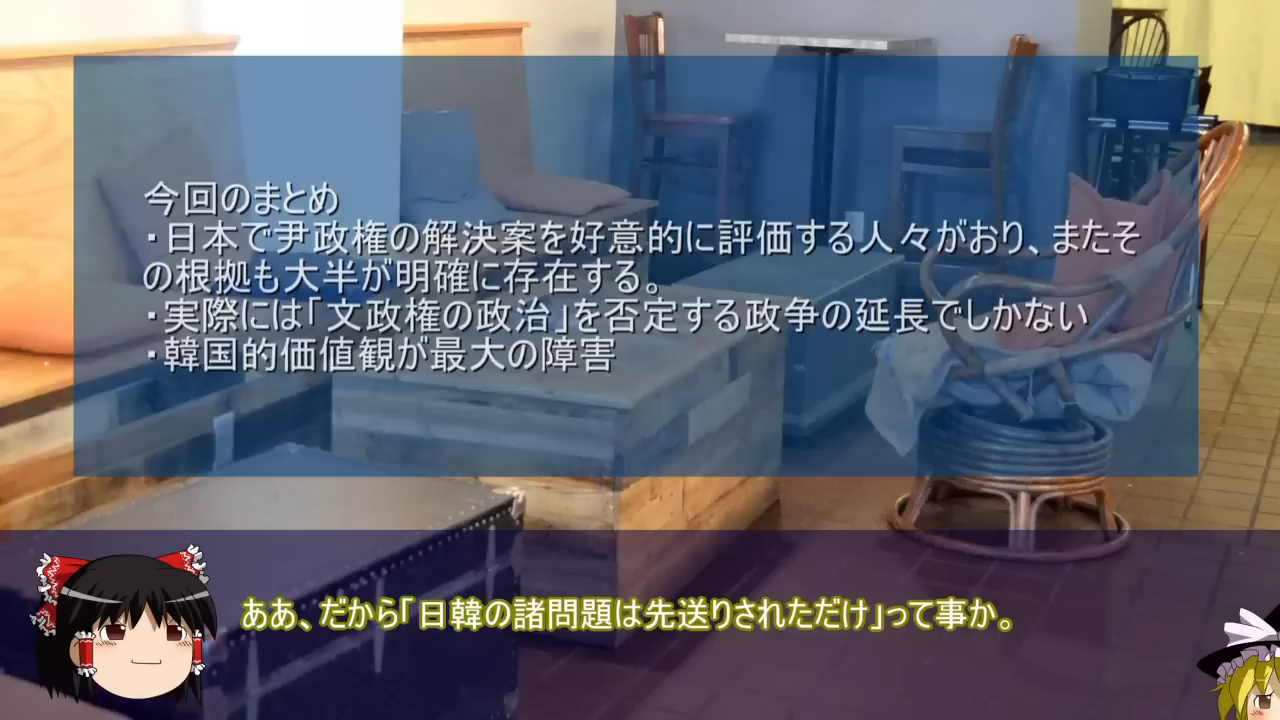 今回のまとめ
・日本で尹政権の解決案を好意的に評価する人々がおり、またそ
の根拠も大半が明確に存在する。
・実際には「文政権の政治」を否定する政争の延長でしかない
・韓国的価値観が最大の障害
ああ、だから「日韓の諸問題は先送りされただけ」って事か。